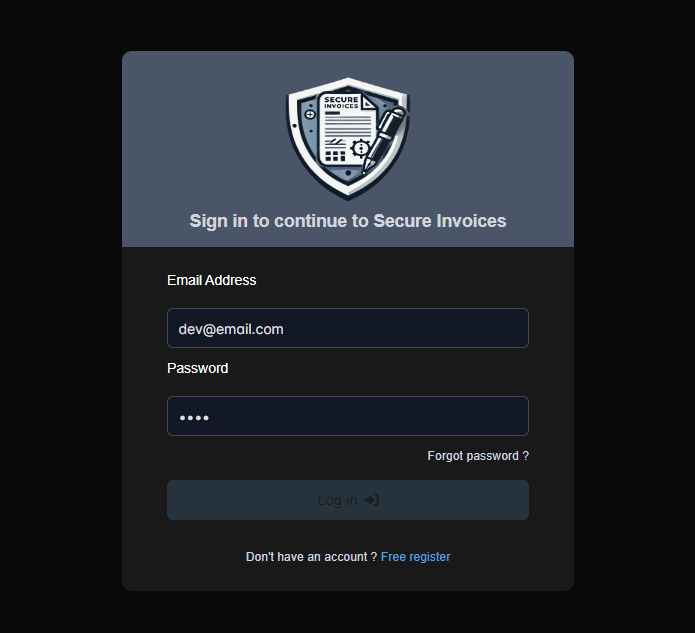 SECURE
INVOICES
Sign in to continue to Secure Invoices
Email Address
dev@email.com
Password
••••
Forgot password ?
Log in
Don't have an account ? Free register